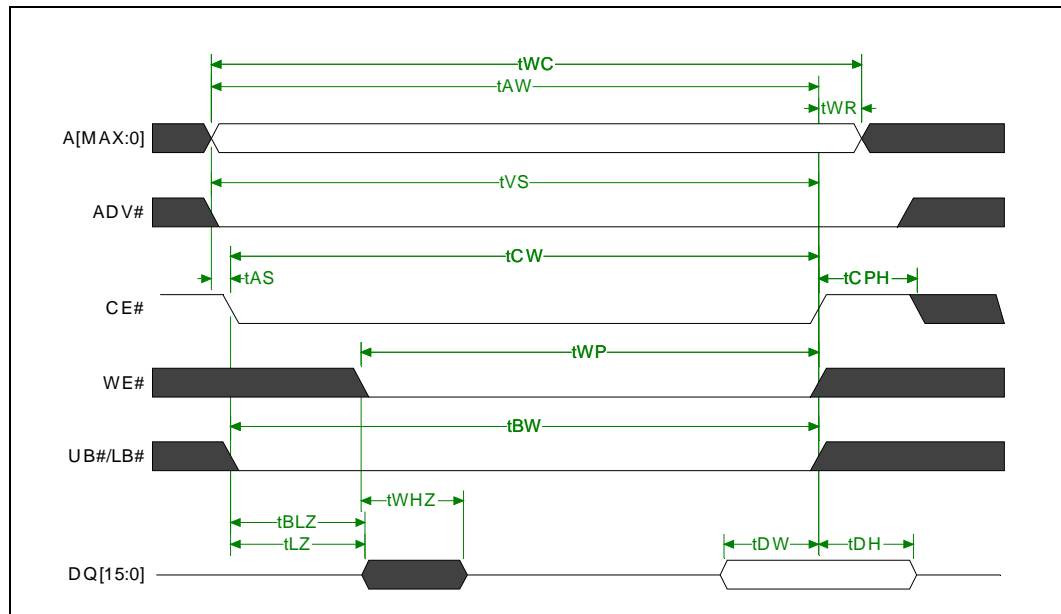 tWC
tAW
tWR
A[MAX:0]
tVS
ADV#
tCW
tAS
tCPH
CE#
tWP
WE#
tBW
UB#/LB#
tWHZ
tBLZ
tLZ
tDW
tDH
DQ[15:0]